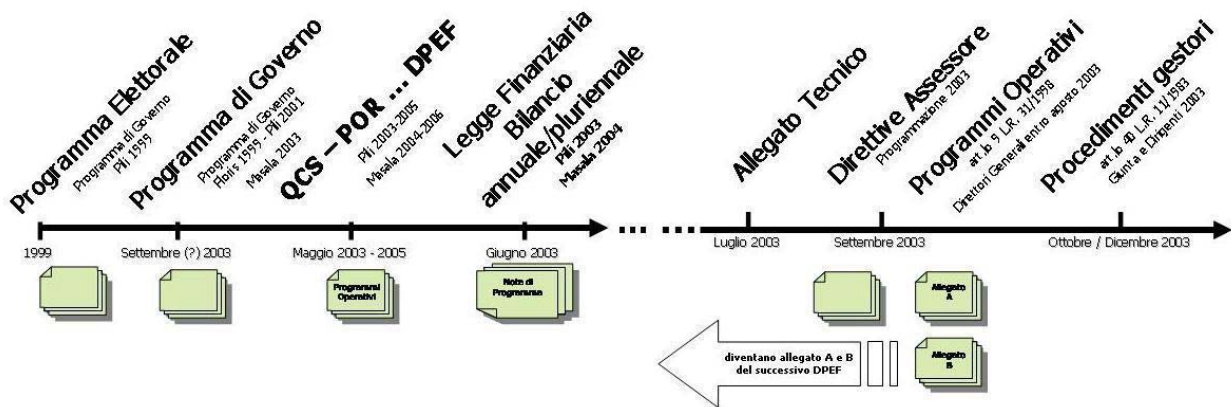 Programma Elettorale
Programma di Governo
Pili 1999
Programma di Governo
Programma di Governo
Floris 1999 - Pili 2001
Masala 2003
QCS – POR ... DPEF
Pili 2003-2005
Masala 2004-2006
Legge Finanziaria
Bilancio
annuale/pluriennale
Pili 2003
Masala 2004
Allegato Tecnico
Direttive Assessore
Programmazione 2003
Programmi Operativi
art. lo 9 L.R. 31/1998
Direttori Generali entro agosto 2003
Procedimenti gestori
art. lo 40 L.R. 11/1983
Giunta e Dirigenti 2003
1999
Settembre (?) 2003
Maggio 2003 - 2005
Giugno 2003
Luglio 2003
Settembre 2003
Ottobre / Dicembre 2003
Programmi
Operativi
Note di
Programma
Allegato
A
diventano allegato A e B
del successivo DPEF
Allegato
B